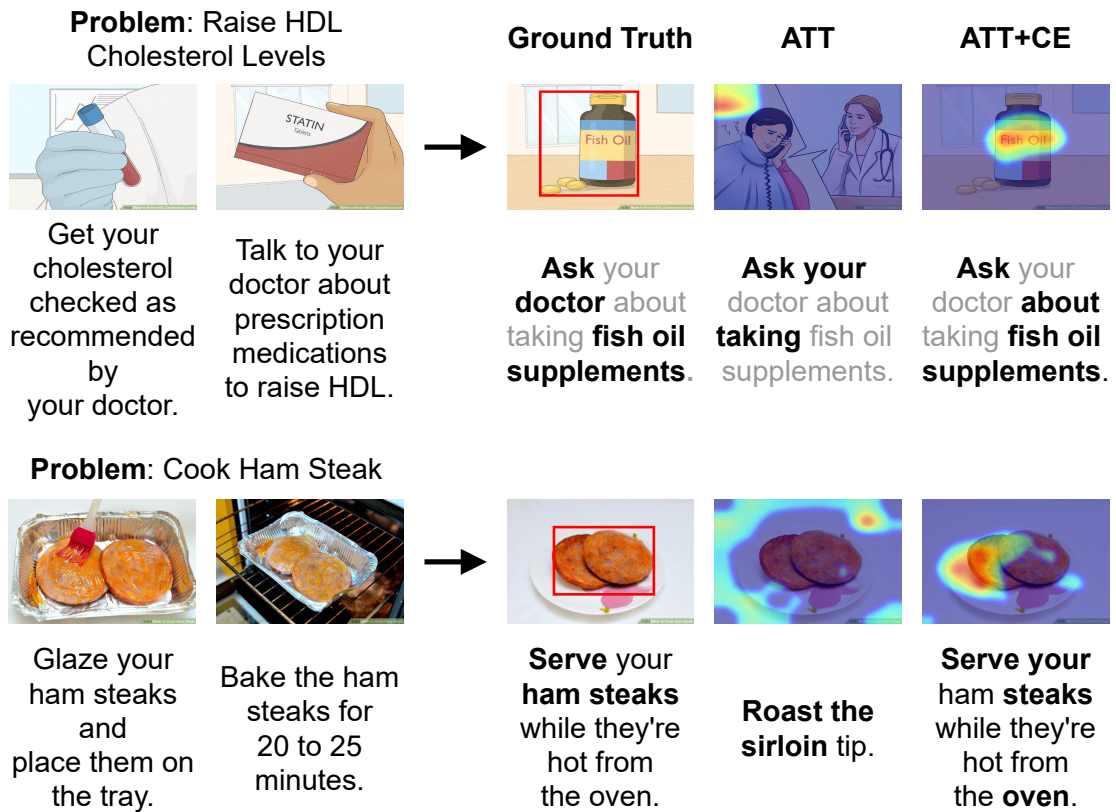 Problem: Raise HDL
Cholesterol Levels
Ground Truth
ATT
ATT+CE
STATIN
Tablets
Fish Oil
Fish Oil
Get your
cholesterol
checked as
recommended
by
your doctor.
Talk to your
doctor about
prescription
medications
to raise HDL.
Ask your
doctor about
taking fish oil
supplements.
Ask your
doctor about
taking fish oil
supplements.
Ask your
doctor about
taking fish oil
supplements.
Problem: Cook Ham Steak
Glaze your
ham steaks
and
place them on
the tray.
Bake the ham
steaks for
20 to 25
minutes.
Serve your
ham steaks
while they're
hot from
the oven.
Roast the
sirloin tip.
Serve your
ham steaks
while they're
hot from
the oven.